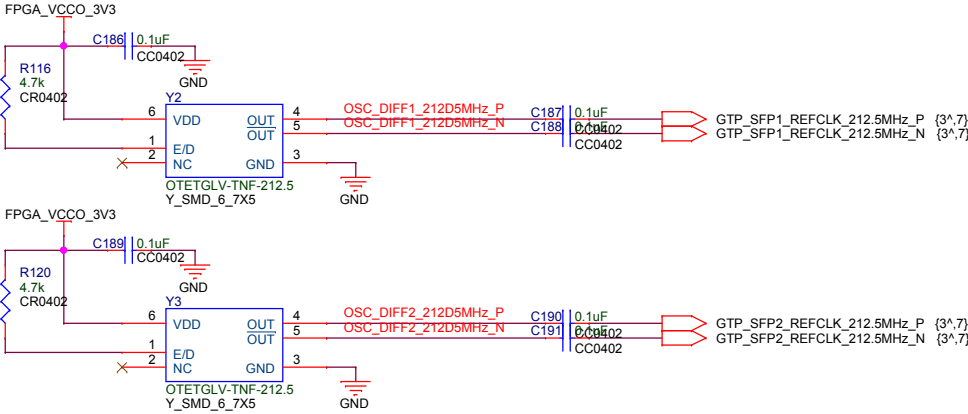 FPGA_VCCO_3V3
C186 0.1uF
CC0402
R116
4.7k
CR0402
GND
Y2
6 VDD OUT 4 OSC_DIFF1_212D5MHz_P C187 0.1uF GTP_SFP1_REFCLK_212.5MHz_P {3^,7}
OUT 5 OSC_DIFF1_212D5MHz_N C188 CC0402 GTP_SFP1_REFCLK_212.5MHz_N {3^,7}
1 E/D CC0402
2 NC GND 3
OTETGLV-TNF-212.5
Y_SMD_6_7X5 GND
FPGA_VCCO_3V3
C189 0.1uF
CC0402
R120
4.7k
CR0402
GND
Y3
6 VDD OUT 4 OSC_DIFF2_212D5MHz_P C190 0.1uF GTP_SFP2_REFCLK_212.5MHz_P {3^,7}
OUT 5 OSC_DIFF2_212D5MHz_N C191 CC0402 GTP_SFP2_REFCLK_212.5MHz_N {3^,7}
1 E/D CC0402
2 NC GND 3
OTETGLV-TNF-212.5
Y_SMD_6_7X5 GND